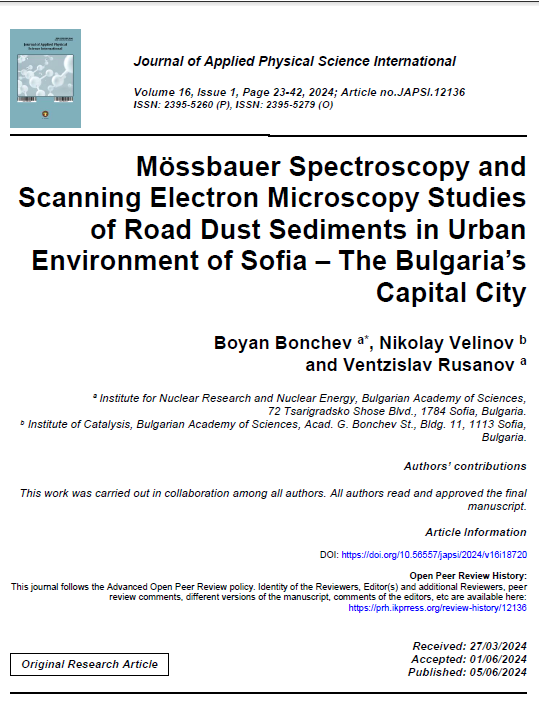 Journal of Applied Physical
Science International
Journal of Applied Physical Science International
Volume 16, Issue 1, Page 23-42, 2024; Article no.JAPSI.12136
ISSN: 2395-5260 (P), ISSN: 2395-5279 (O)
Mössbauer Spectroscopy and
Scanning Electron Microscopy Studies
of Road Dust Sediments in Urban
Environment of Sofia – The Bulgaria’s
Capital City
Boyan Bonchev a*, Nikolay Velinov b
and Ventzislav Rusanov a
a Institute for Nuclear Research and Nuclear Energy, Bulgarian Academy of Sciences,
72 Tsarigradsko Shose Blvd., 1784 Sofia, Bulgaria.
b Institute of Catalysis, Bulgarian Academy of Sciences, Acad. G. Bonchev St., Bldg. 11, 1113 Sofia,
Bulgaria.
Authors’ contributions
This work was carried out in collaboration among all authors. All authors read and approved the final
manuscript.
Article Information
DOI: https://doi.org/10.56557/japsi/2024/v16i18720
Open Peer Review History:
This journal follows the Advanced Open Peer Review policy. Identity of the Reviewers, Editor(s) and additional Reviewers, peer
review comments, different versions of the manuscript, comments of the editors, etc are available here:
https://prh.ikprress.org/review-history/12136
Original Research Article
Received: 27/03/2024
Accepted: 01/06/2024
Published: 05/06/2024